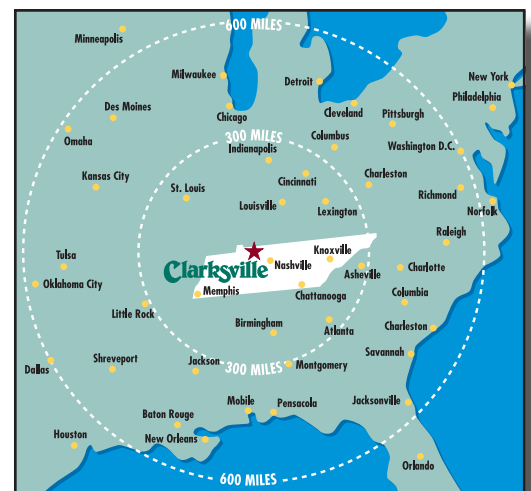 600 MILES
Minneapolis
Milwaukee
Detroit
New York
Philadelphia
Des Moines
Chicago
Cleveland
Pittsburgh
Omaha
300 MILES
Columbus
Washington D.C.
Indianapolis
Kansas City
St. Louis
Cincinnati
Charleston
Louisville
Lexington
Richmond
Norfolk
Raleigh
Tulsa
Clarksville
Nashville
Knoxville
Asheville
Charlotte
Oklahoma City
Memphis
Chattanooga
Columbia
Little Rock
Birmingham
Atlanta
Charleston
Shreveport
Jackson
300 MILES
Montgomery
Savannah
Dallas
Baton Rouge
Mobile
Pensacola
Jacksonville
Houston
New Orleans
Orlando
600 MILES